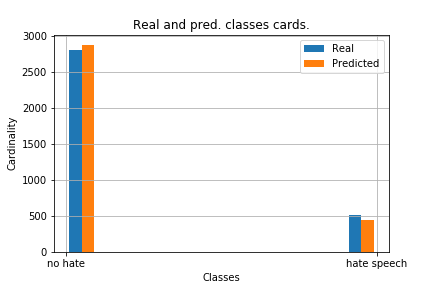 Real and pred. classes cards.
Real
Predicted
Cardinality
3000
2500
2000
1500
1000
500
0
no hate
hate speech
Classes